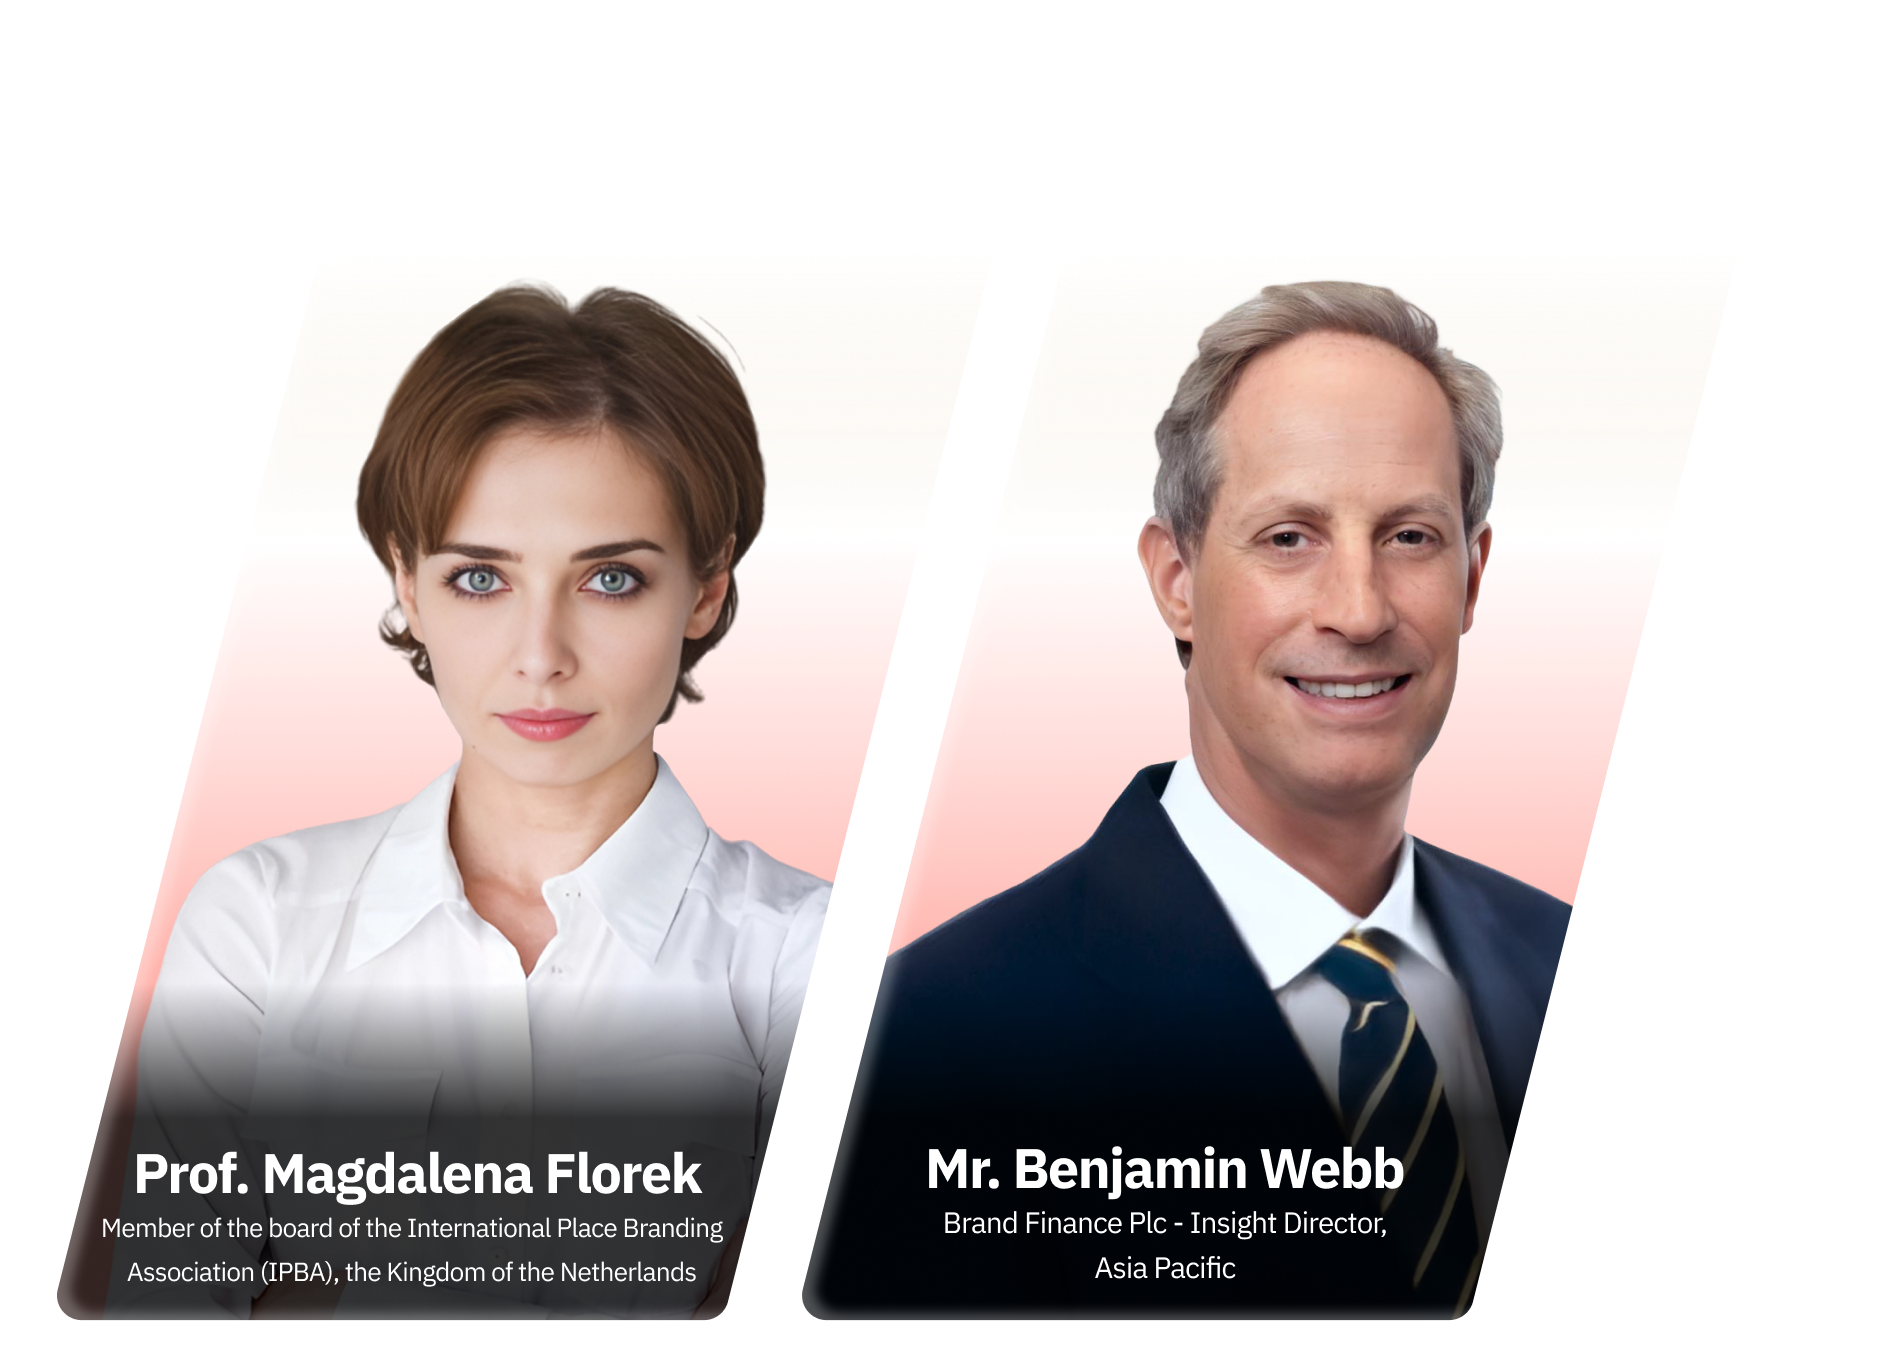 Prof. Magdalena Florek
Member of the board of the International Place Branding
Association (IPBA), the Kingdom of the Netherlands
Mr. Benjamin Webb
Brand Finance Plc - Insight Director,
Asia Pacific